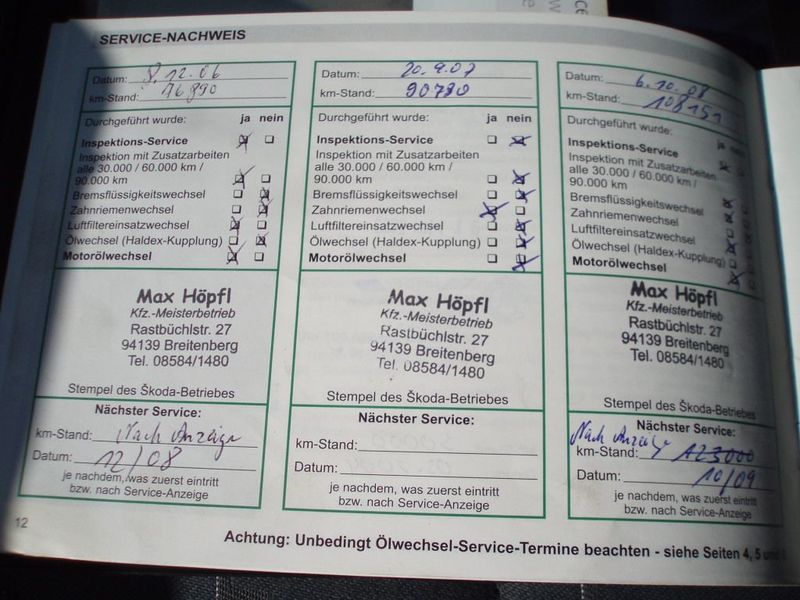 SERVICE-NACHWEIS
Datum: 8.12.06
km-Stand: 76890
Durchgeführt wurde: ja nein
Inspektions-Service
Inspektion mit Zusatzarbeiten
alle 30.000 / 60.000 km /
90.000 km
Bremsflüssigkeitswechsel
Zahnriemenwechsel
Luftfiltereinsatzwechsel
Ölwechsel (Haldex-Kupplung)
Motorölwechsel
Max Höpfl
Kfz.-Meisterbetrieb
Rastbüchlstr. 27
94139 Breitenberg
Tel. 08584/1480
Stempel des Škoda-Betriebes
Nächster Service:
km-Stand: Nach Anzeige
Datum: 12/08
je nachdem, was zuerst eintritt
bzw. nach Service-Anzeige
12
Datum: 20.9.07
km-Stand: 90780
Durchgeführt wurde: ja nein
Inspektions-Service
Inspektion mit Zusatzarbeiten
alle 30.000 / 60.000 km /
90.000 km
Bremsflüssigkeitswechsel
Zahnriemenwechsel
Luftfiltereinsatzwechsel
Ölwechsel (Haldex-Kupplung)
Motorölwechsel
Max Höpfl
Kfz.-Meisterbetrieb
Rastbüchlstr. 27
94139 Breitenberg
Tel. 08584/1480
Stempel des Škoda-Betriebes
Nächster Service:
km-Stand:
Datum:
je nachdem, was zuerst eintritt
bzw. nach Service-Anzeige
Datum: 6.10.08
km-Stand: 108151
Durchgeführt wurde: ja nein
Inspektions-Service
Inspektion mit Zusatzarbeiten
alle 30.000 / 60.000 km /
90.000 km
Bremsflüssigkeitswechsel
Zahnriemenwechsel
Luftfiltereinsatzwechsel
Ölwechsel (Haldex-Kupplung)
Motorölwechsel
Max Höpfl
Kfz.-Meisterbetrieb
Rastbüchlstr. 27
94139 Breitenberg
Tel. 08584/1480
Stempel des Škoda-Betriebes
Nächster Service:
Nach Anzeige
km-Stand: 123000
Datum: 10/09
je nachdem, was zuerst eintritt
bzw. nach Service-Anzeige
Achtung: Unbedingt Ölwechsel-Service-Termine beachten - siehe Seiten 4, 5 und